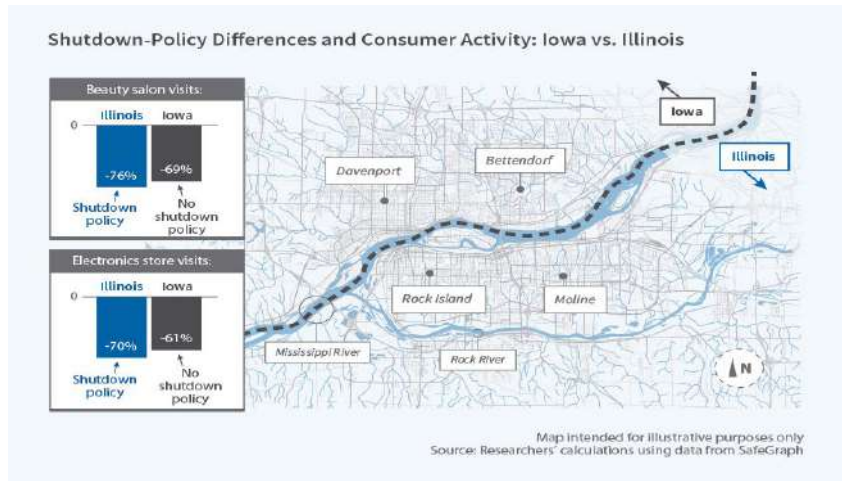 Shutdown-Policy Differences and Consumer Activity: Iowa vs. Illinois
Beauty salon visits:
Illinois Iowa
0
-76% -69%
Shutdown policy
No shutdown policy
Electronics store visits:
Illinois Iowa
0
-70% -61%
Shutdown policy
No shutdown policy
Iowa
Illinois
Davenport
Bettendorf
Rock Island
Moline
Mississippi River
Rock River
N
Map intended for illustrative purposes only
Source: Researchers' calculations using data from SafeGraph